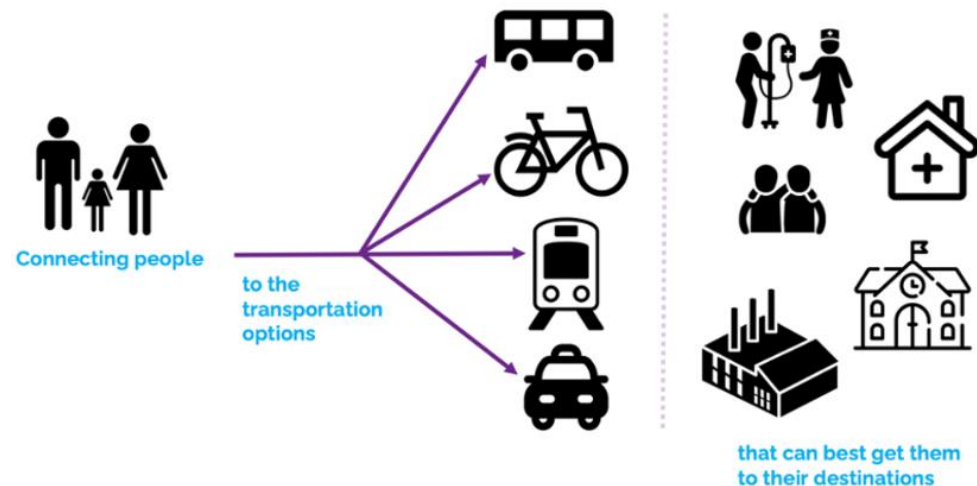 Connecting people
to the
transportation
options
that can best get them
to their destinations